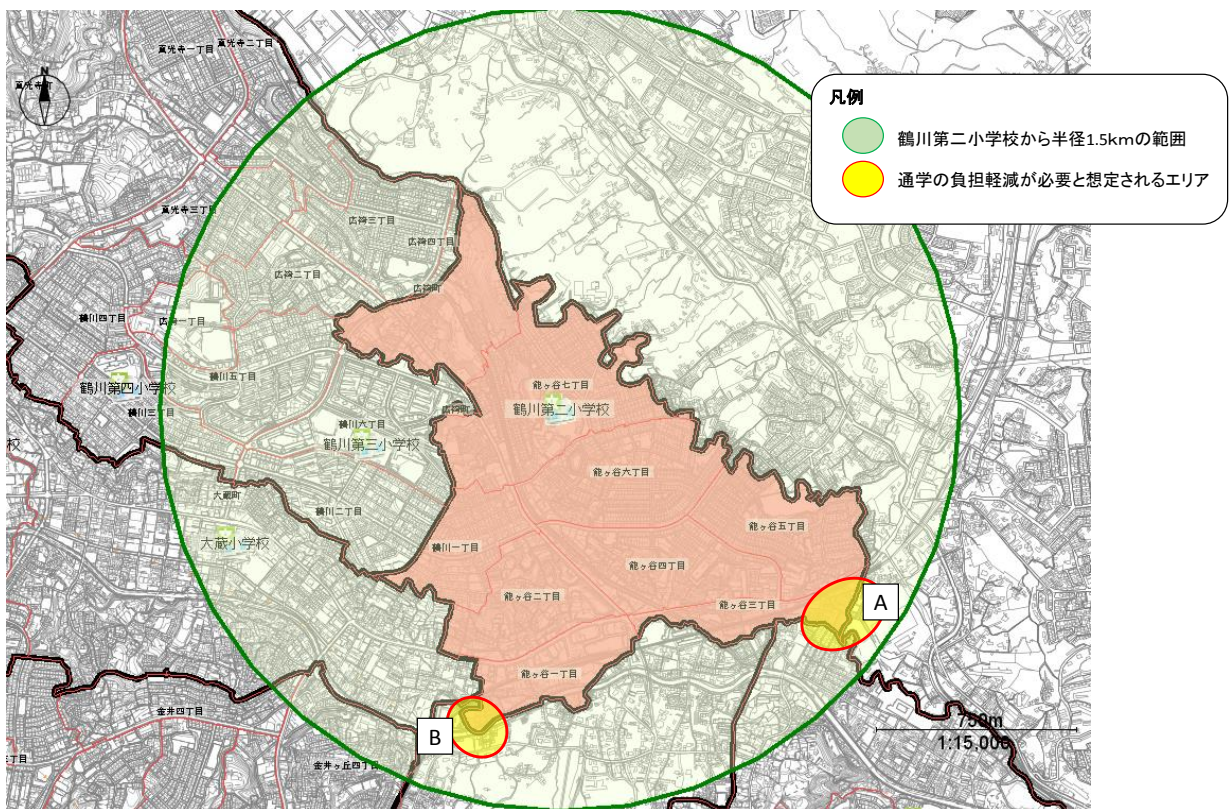 真光寺二丁目
真光寺一丁目
N
真光寺町
凡例
鶴川第二小学校から半径1.5kmの範囲
通学の負担軽減が必要と想定されるエリア
真光寺三丁目
広袴三丁目
広袴四丁目
広袴二丁目
広袴町
鶴川四丁目
広袴一丁目
鶴川五丁目
鶴川第四小学校
能ヶ谷七丁目
鶴川三丁目
広袴町
鶴川第二小学校
鶴川六丁目
校
鶴川第三小学校
能ヶ谷六丁目
大蔵町
鶴川二丁目
能ヶ谷五丁目
大蔵小学校
鶴川一丁目
能ヶ谷四丁目
能ヶ谷二丁目
能ヶ谷三丁目
A
能ヶ谷一丁目
金井四丁目
B
750m
1:15,000
金井ヶ丘四丁目